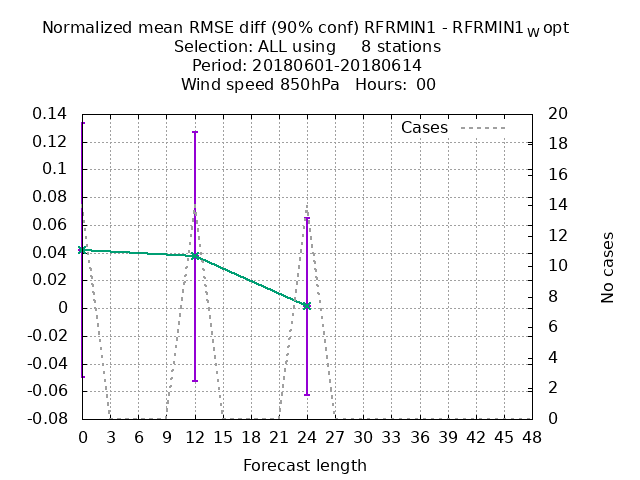 Normalized mean RMSE diff (90% conf) RFRMIN1 - RFRMIN1W opt
Selection: ALL using 8 stations
Period: 20180601-20180614
Wind speed 850hPa Hours: 00
Cases
0.14
0.12
0.1
0.08
0.06
0.04
0.02
0
-0.02
-0.04
-0.06
-0.08
20
18
16
14
12
10
8
6
4
2
0
No cases
0 3 6 9 12 15 18 21 24 27 30 33 36 39 42 45 48
Forecast length